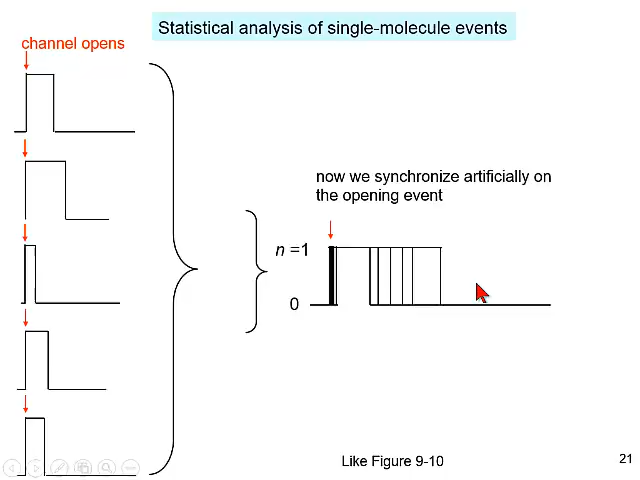 Statistical analysis of single-molecule events
channel opens
now we synchronize artificially on
the opening event
n =1
0
Like Figure 9-10
21